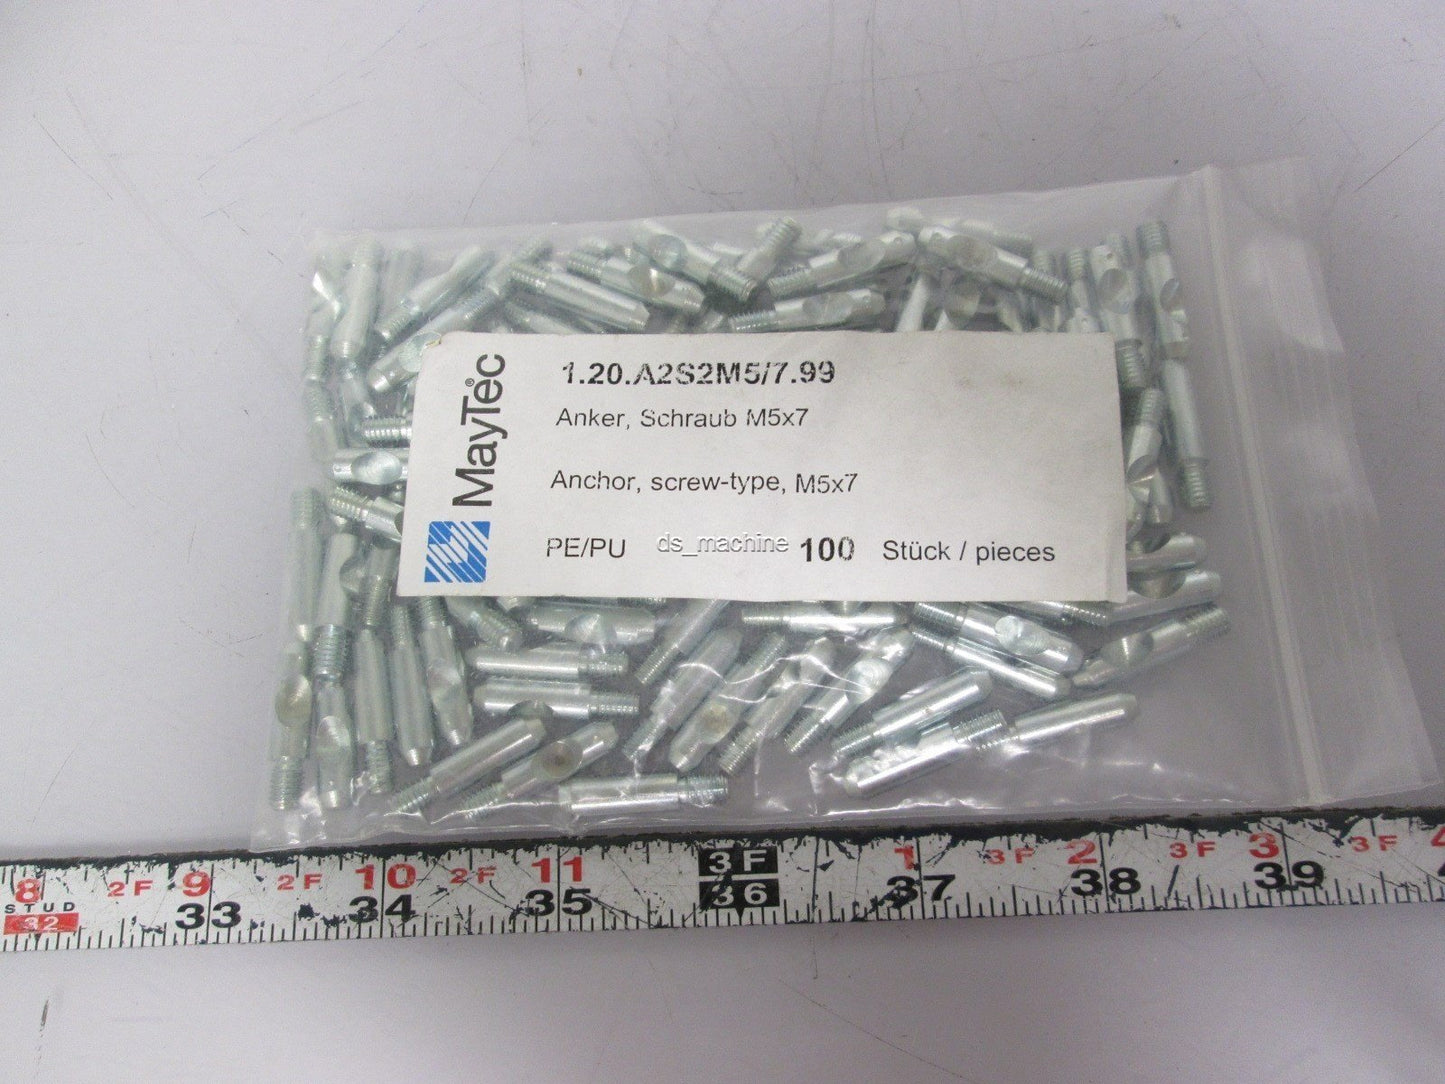 MayTec®
1.20.A2S2M5/7.99
Anker, Schraub M5x7
Anchor, screw-type, M5x7
PE/PU ds_machine 100 Stück / pieces
8 2F 9 2F 10 2F 11 3F 1 3F 2 3F 3 3F 4
STUD
32 33 34 35 36 37 38 39